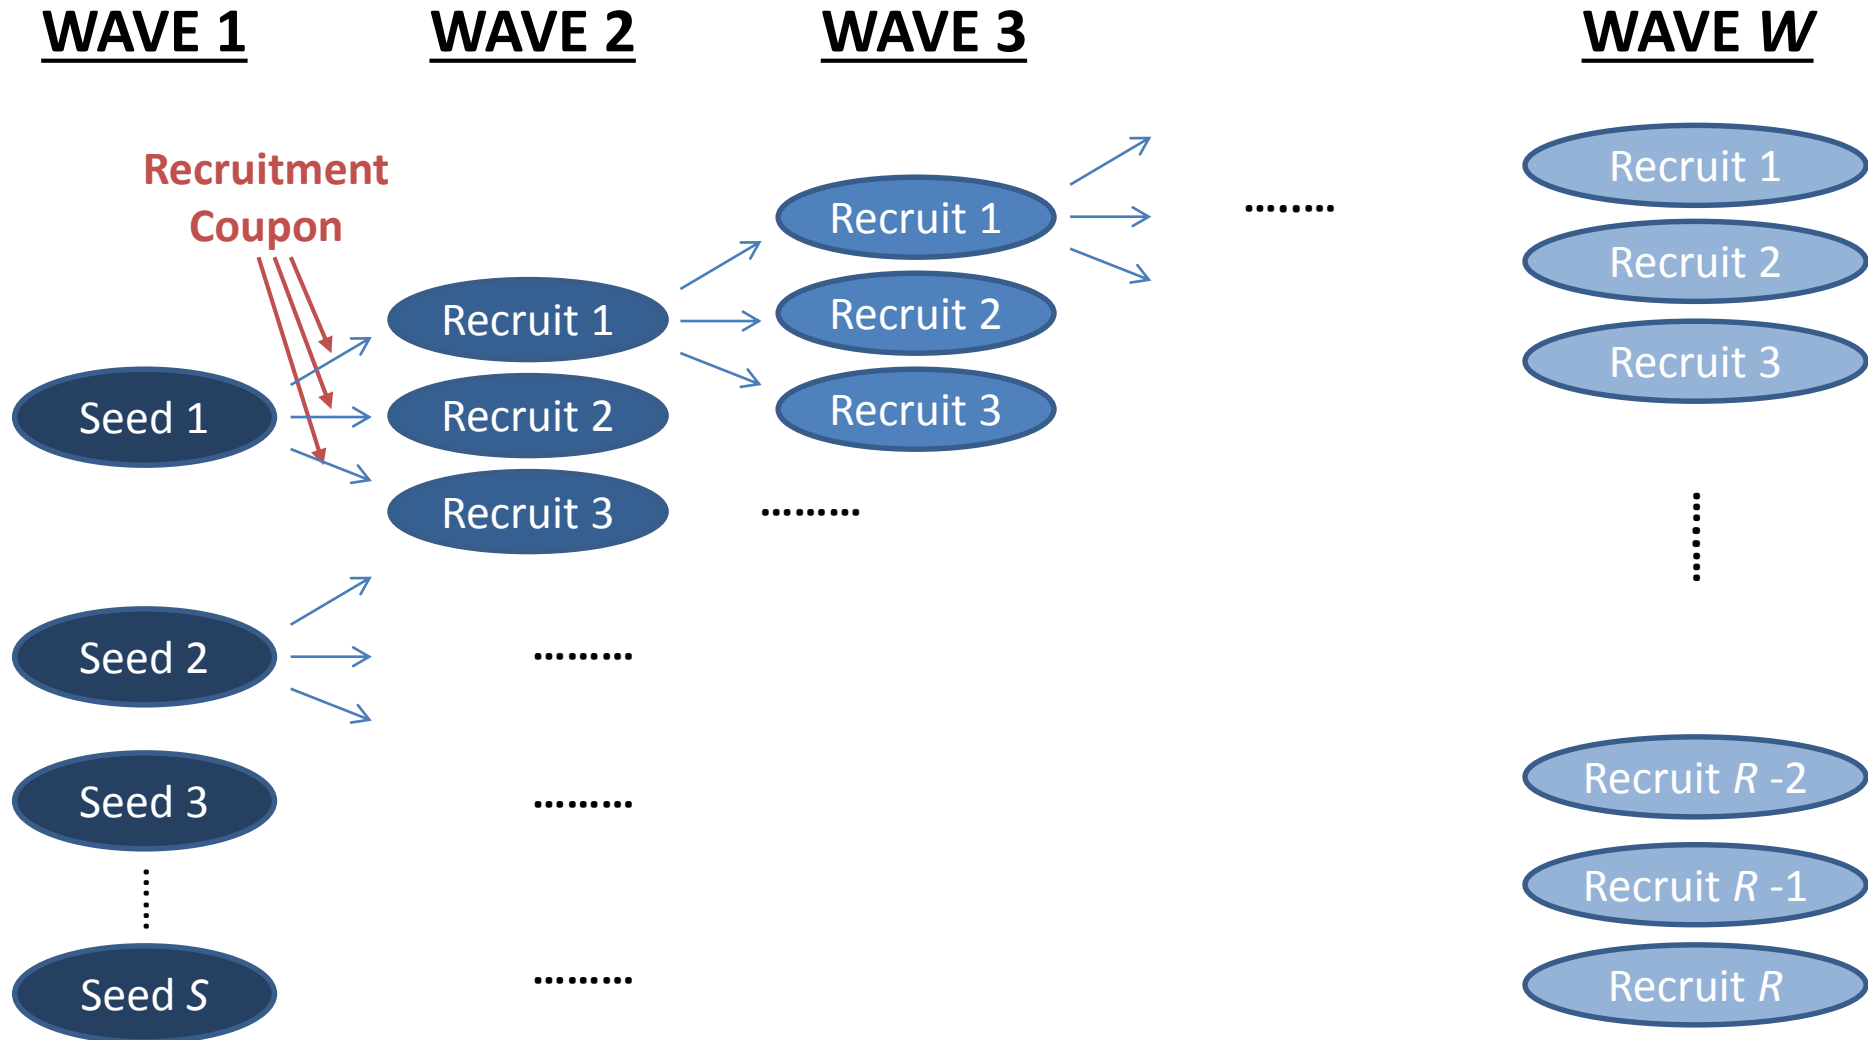 WAVE 1
WAVE 2
WAVE 3
WAVE W
Recruitment
Coupon
Seed 1
Seed 2
Seed 3
Seed S
Recruit 1
Recruit 2
Recruit 3
Recruit 1
Recruit 2
Recruit 3
Recruit 1
Recruit 2
Recruit 3
Recruit R -2
Recruit R -1
Recruit R